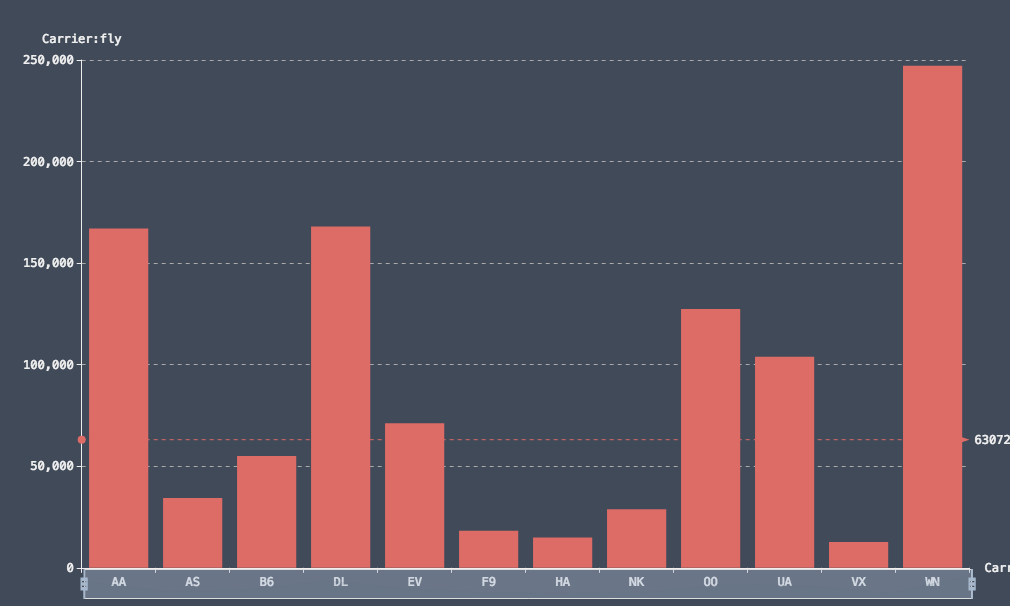 Carrier:fly
250,000
200,000
150,000
100,000
63072
50,000
0
Carr
AA AS B6 DL EV F9 HA NK OO UA VX WN